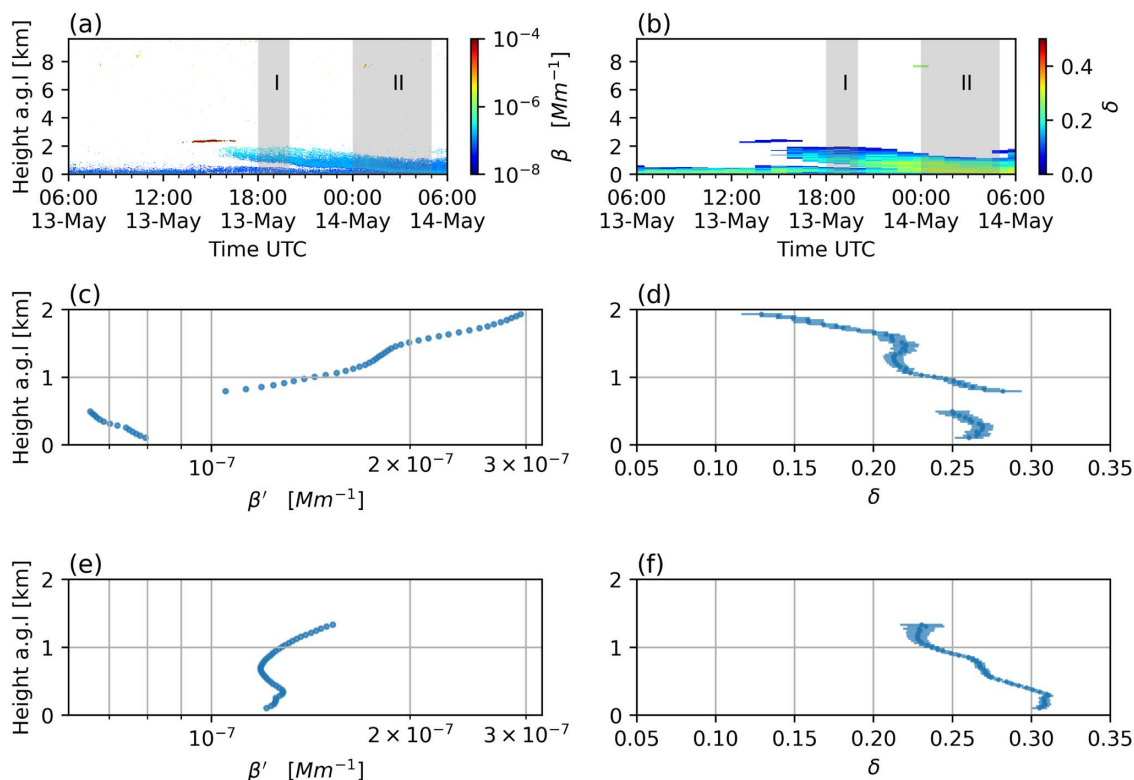 (a)
(b)
Height a.g.l [km]
8
6
4
2
0
I
II
10⁻⁴
10⁻⁶
10⁻⁸
β [Mm⁻¹]
06:00 12:00 18:00 00:00 06:00
13-May 13-May 13-May 14-May 14-May
Time UTC
8
6
4
2
0
I
II
0.4
0.2
0.0
δ
06:00 12:00 18:00 00:00 06:00
13-May 13-May 13-May 14-May 14-May
Time UTC
(c)
Height a.g.l [km]
2
1
0
10⁻⁷ 2 × 10⁻⁷ 3 × 10⁻⁷
β′ [Mm⁻¹]
(d)
2
1
0
0.05 0.10 0.15 0.20 0.25 0.30 0.35
δ
(e)
Height a.g.l [km]
2
1
0
10⁻⁷ 2 × 10⁻⁷ 3 × 10⁻⁷
β′ [Mm⁻¹]
(f)
2
1
0
0.05 0.10 0.15 0.20 0.25 0.30 0.35
δ